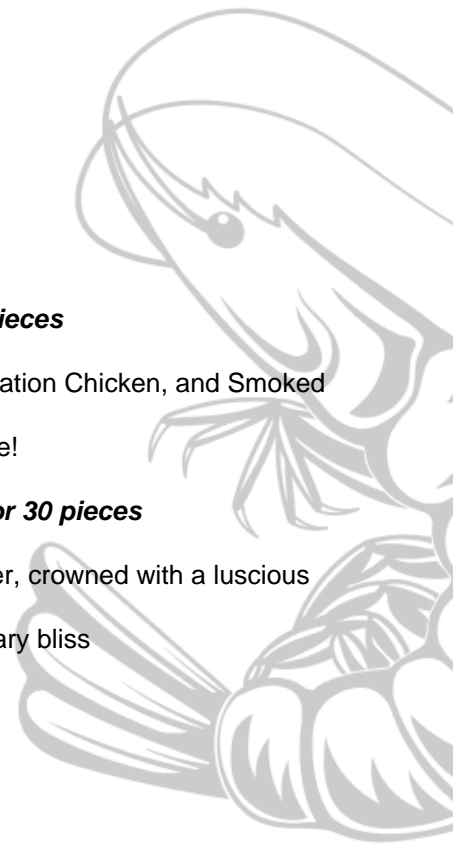 ieces
ation Chicken, and Smoked
e!
or 30 pieces
er, crowned with a luscious
ary bliss